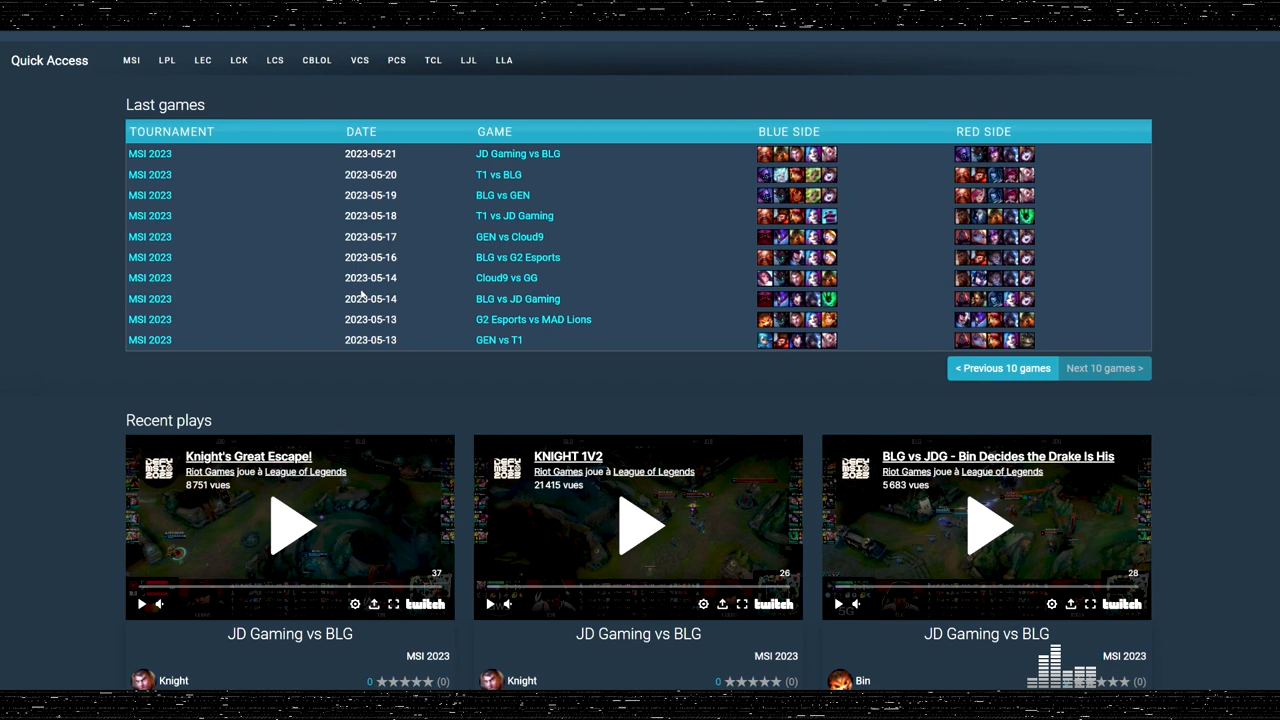 Quick Access MSI LPL LEC LCK LCS CBLOL VCS PCS TCL LJL LLA
Last games
TOURNAMENT DATE GAME BLUE SIDE RED SIDE
MSI 2023 2023-05-21 JD Gaming vs BLG
MSI 2023 2023-05-20 T1 vs BLG
MSI 2023 2023-05-19 BLG vs GEN
MSI 2023 2023-05-18 T1 vs JD Gaming
MSI 2023 2023-05-17 GEN vs Cloud9
MSI 2023 2023-05-16 BLG vs G2 Esports
MSI 2023 2023-05-14 Cloud9 vs GG
MSI 2023 2023-05-14 BLG vs JD Gaming
MSI 2023 2023-05-13 G2 Esports vs MAD Lions
MSI 2023 2023-05-13 GEN vs T1
< Previous 10 games Next 10 games >
Recent plays
Knight's Great Escape! KNIGHT 1V2 BLG vs JDG - Bin Decides the Drake Is His
Riot Games joue à League of Legends Riot Games joue à League of Legends Riot Games joue à League of Legends
8 751 vues 21 415 vues 5 683 vues
37 26 28
twitch twitch twitch
JD Gaming vs BLG JD Gaming vs BLG JD Gaming vs BLG
MSI 2023 MSI 2023 MSI 2023
Knight 0 ★★★★★ (0) Knight 0 ★★★★★ (0) Bin ★★★ (0)